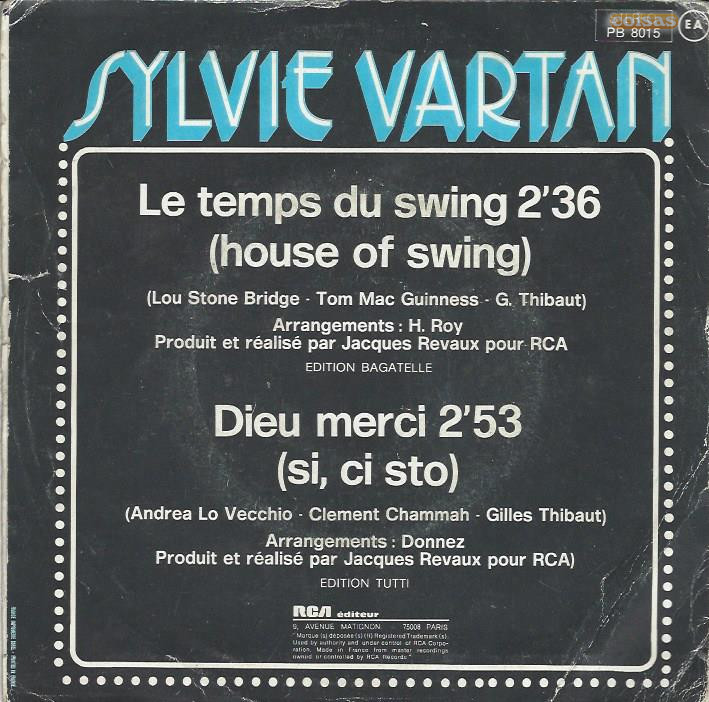 coisas
PB 8015
EA
SYLVIE VARTAN
Le temps du swing 2'36
(house of swing)
(Lou Stone Bridge - Tom Mac Guinness - G. Thibaut)
Arrangements : H. Roy
Produit et réalisé par Jacques Revaux pour RCA
EDITION BAGATELLE
Dieu merci 2'53
(si, ci sto)
(Andrea Lo Vecchio - Clement Chammah - Gilles Thibaut)
Arrangements : Donnez
Produit et réalisé par Jacques Revaux pour RCA)
EDITION TUTTI
RCA éditeur
9, AVENUE MATIGNON. 75008 PARIS
"Marque (s) déposée (s) (R) Registered Trademark (s).
Used by authority and under control of RCA Corpo-
ration. Made in France from master recordings
owned or controlled by RCA Records"